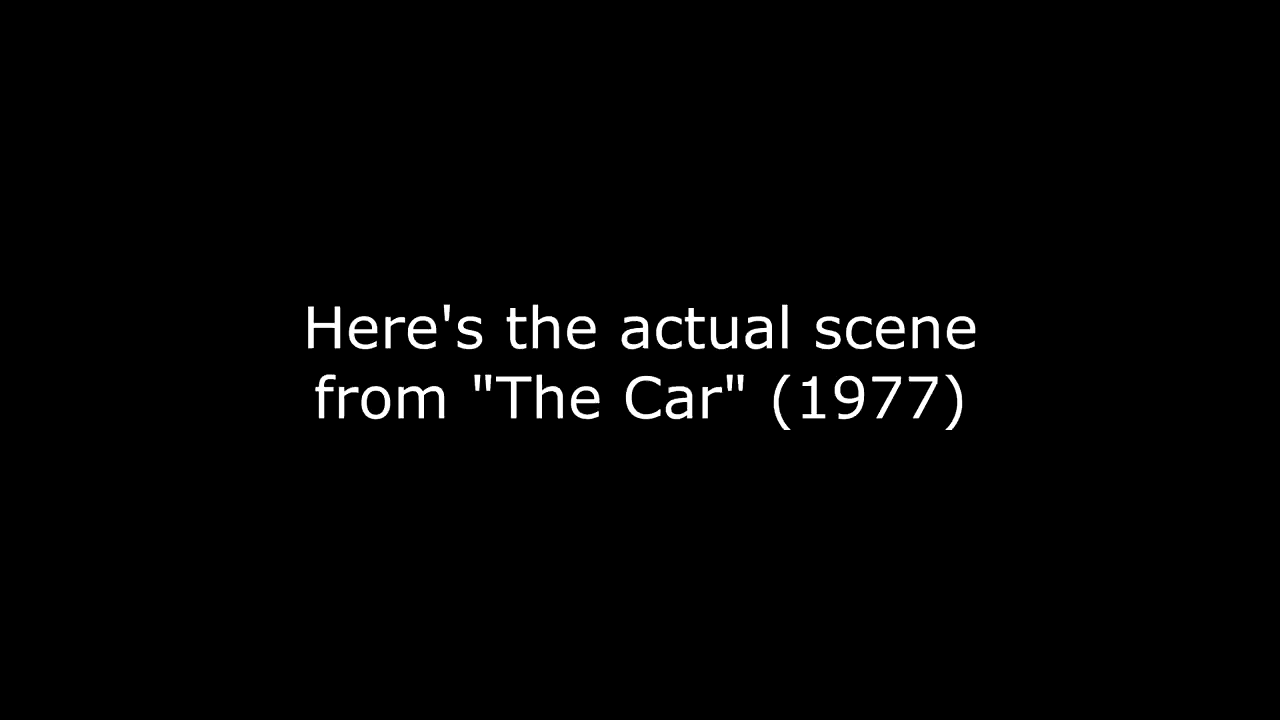 Here's the actual scene
from "The Car" (1977)